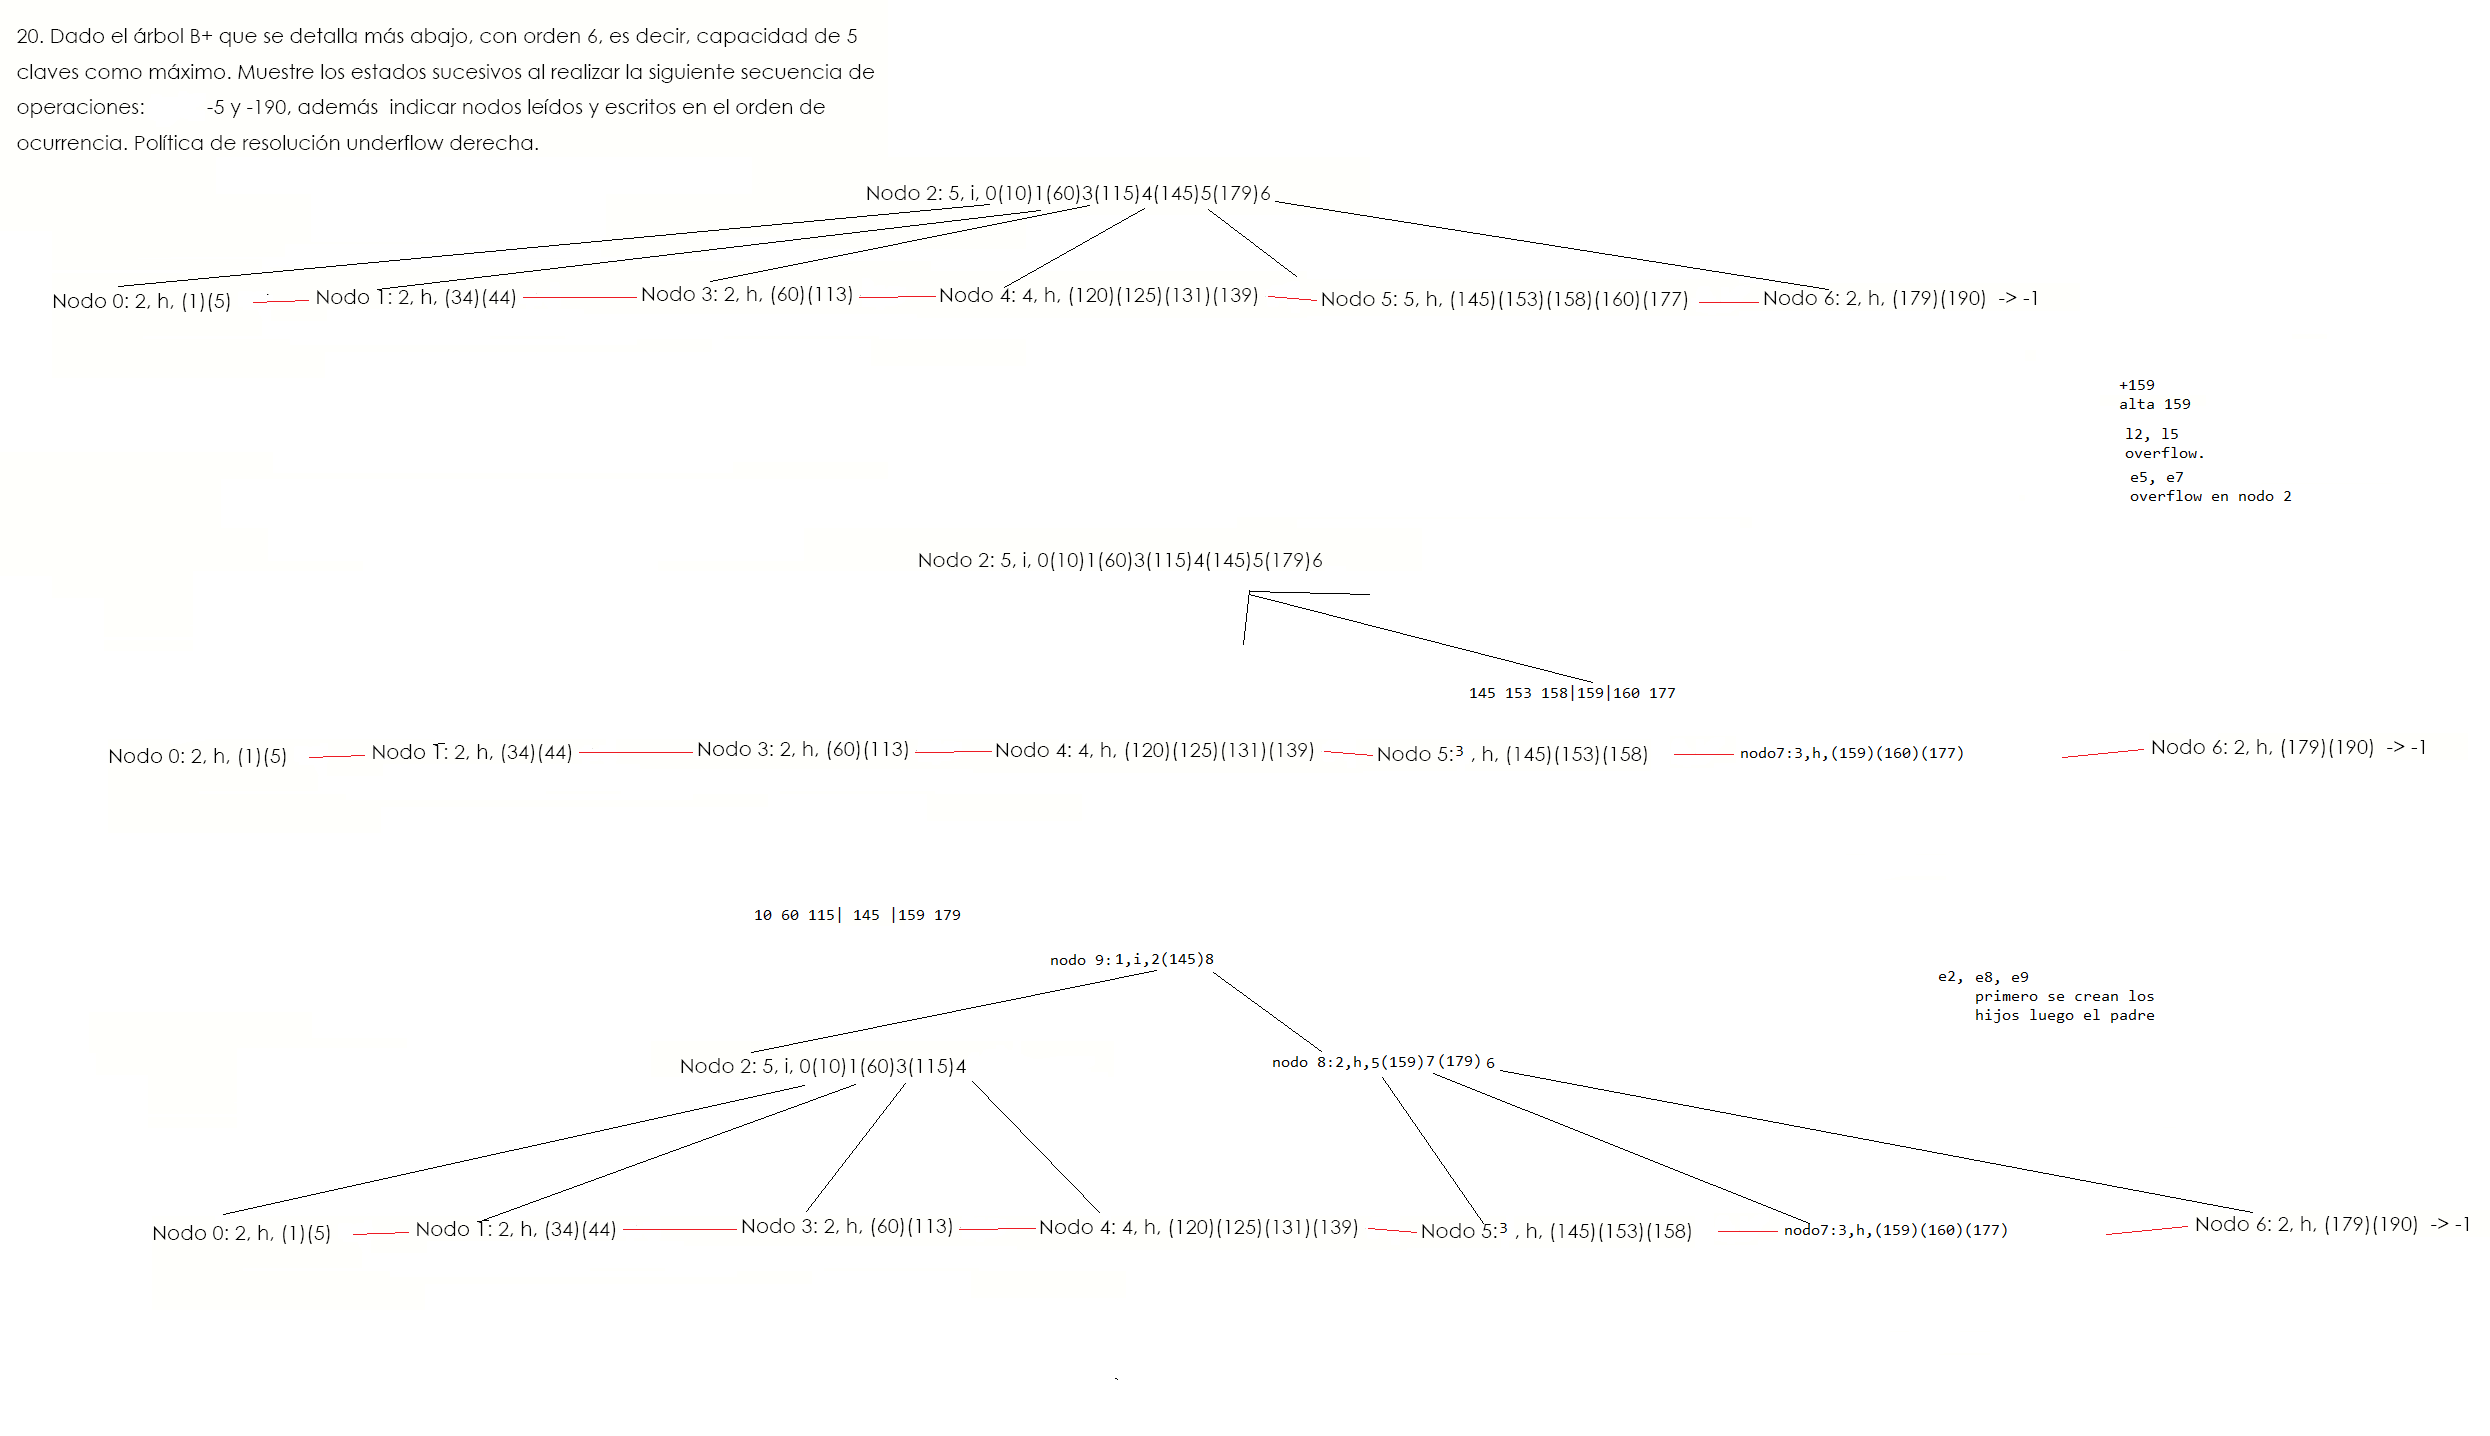 20. Dado el árbol B+ que se detalla más abajo, con orden 6, es decir, capacidad de 5
claves como máximo. Muestre los estados sucesivos al realizar la siguiente secuencia de
operaciones: -5 y -190, además indicar nodos leídos y escritos en el orden de
ocurrencia. Política de resolución underflow derecha.
Nodo 2: 5, i, 0(10)1(60)3(115)4(145)5(179)6
Nodo 0: 2, h, (1)(5) Nodo 1: 2, h, (34)(44) Nodo 3: 2, h, (60)(113) Nodo 4: 4, h, (120)(125)(131)(139) Nodo 5: 5, h, (145)(153)(158)(160)(177) Nodo 6: 2, h, (179)(190) -> -1
+159
alta 159
l2, l5
overflow.
e5, e7
overflow en nodo 2
Nodo 2: 5, i, 0(10)1(60)3(115)4(145)5(179)6
145 153 158|159|160 177
Nodo 0: 2, h, (1)(5) Nodo 1: 2, h, (34)(44) Nodo 3: 2, h, (60)(113) Nodo 4: 4, h, (120)(125)(131)(139) Nodo 5:3 , h, (145)(153)(158) nodo7:3,h,(159)(160)(177) Nodo 6: 2, h, (179)(190) -> -1
10 60 115| 145 |159 179
nodo 9:1,i,2(145)8
e2, e8, e9
primero se crean los
hijos luego el padre
Nodo 2: 5, i, 0(10)1(60)3(115)4 nodo 8:2,h,5(159)7(179)6
Nodo 0: 2, h, (1)(5) Nodo 1: 2, h, (34)(44) Nodo 3: 2, h, (60)(113) Nodo 4: 4, h, (120)(125)(131)(139) Nodo 5:3 , h, (145)(153)(158) nodo7:3,h,(159)(160)(177) Nodo 6: 2, h, (179)(190) -> -1